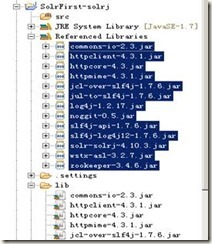 SolrFirst-solrj
src
JRE System Library [JavaSE-1.7]
Referenced Libraries
commons-io-2.3.jar
httpclient-4.3.1.jar
httpcore-4.3.jar
httpmime-4.3.1.jar
jcl-over-slf4j-1.7.6.jar
jul-to-slf4j-1.7.6.jar
log4j-1.2.17.jar
noggit-0.5.jar
slf4j-api-1.7.6.jar
slf4j-log4j12-1.7.6.jar
solr-solrj-4.10.3.jar
wstx-asl-3.2.7.jar
zookeeper-3.4.6.jar
.settings
lib
commons-io-2.3.jar
httpclient-4.3.1.jar
httpcore-4.3.jar
httpmime-4.3.1.jar
jcl-over-slf4j-1.7.6.jar